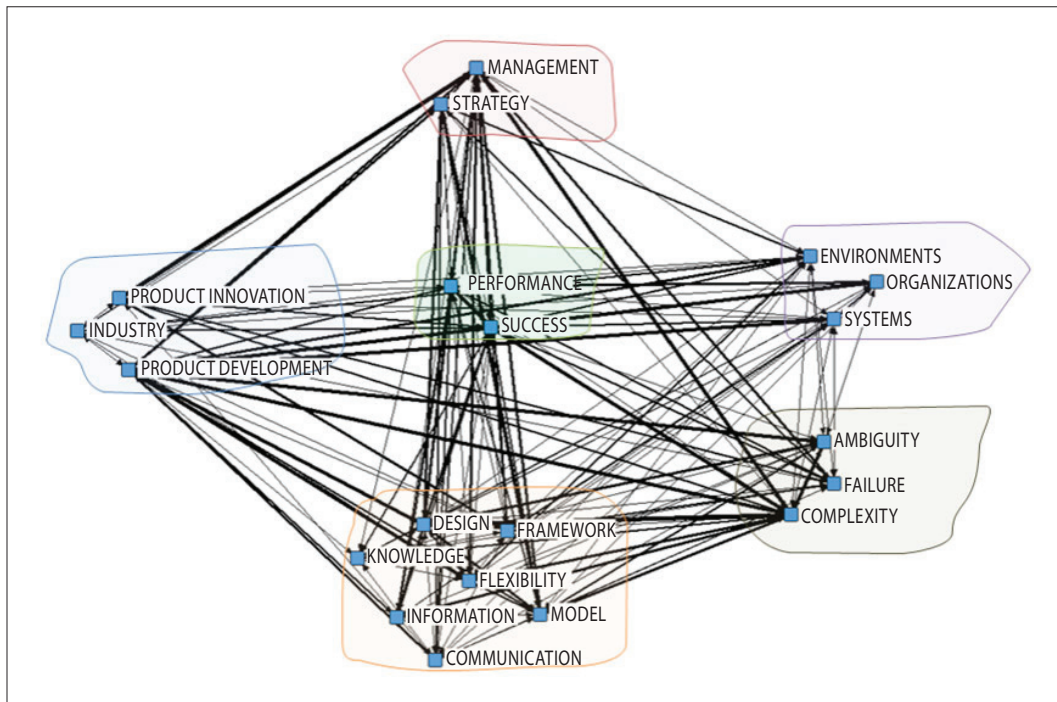 MANAGEMENT
STRATEGY
ENVIRONMENTS
ORGANIZATIONS
SYSTEMS
PERFORMANCE
SUCCESS
PRODUCT INNOVATION
INDUSTRY
PRODUCT DEVELOPMENT
AMBIGUITY
FAILURE
COMPLEXITY
DESIGN
FRAMEWORK
KNOWLEDGE
FLEXIBILITY
INFORMATION
MODEL
COMMUNICATION